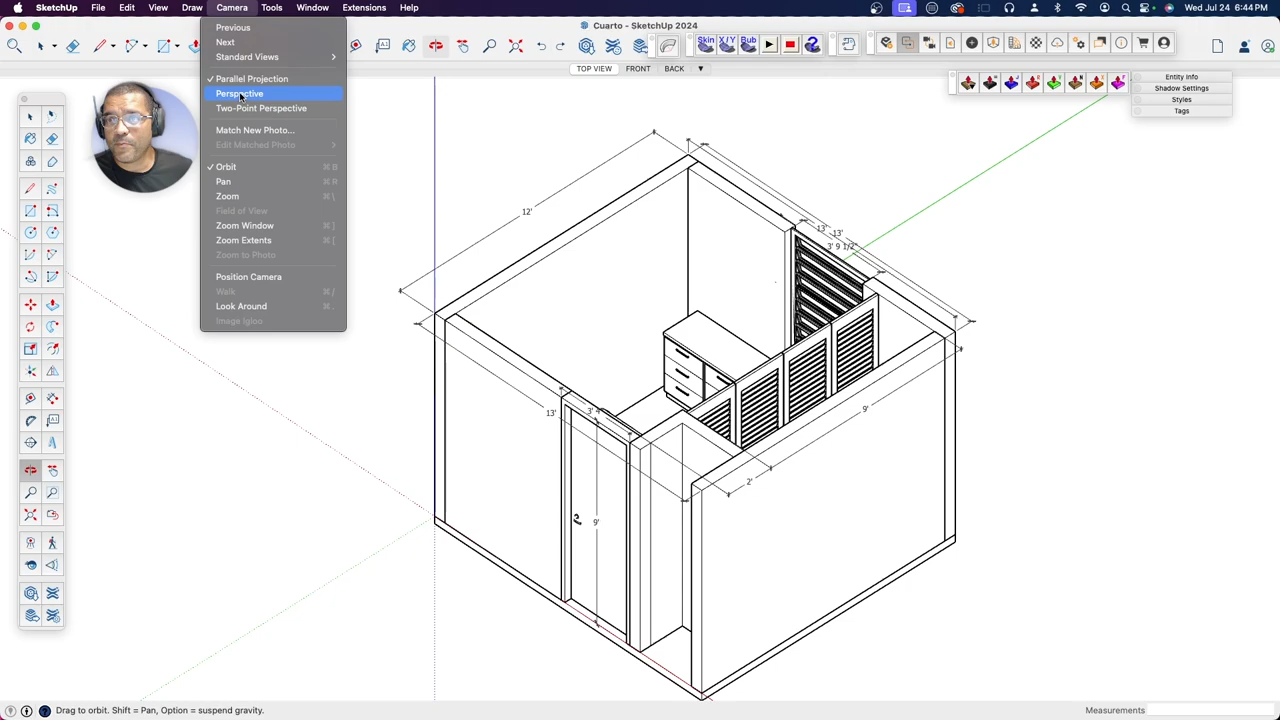 SketchUp File Edit View Draw Camera Tools Window Extensions Help
Wed Jul 24 6:44 PM
Cuarto - SketchUp 2024
Previous
Next
Standard Views
Parallel Projection
Perspective
Two-Point Perspective
Match New Photo...
Edit Matched Photo
Orbit ⌘B
Pan ⌘R
Zoom ⌘\
Field of View
Zoom Window ⌘]
Zoom Extents ⌘[
Zoom to Photo
Position Camera
Walk ⌘/
Look Around ⌘.
Image Igloo
Skin X/Y Bub
TOP VIEW FRONT BACK
Entity Info
Shadow Settings
Styles
Tags
12'
13'
13'
3' 9 1/2"
13'
3' 4"
9'
9'
2'
Drag to orbit. Shift = Pan, Option = suspend gravity.
Measurements